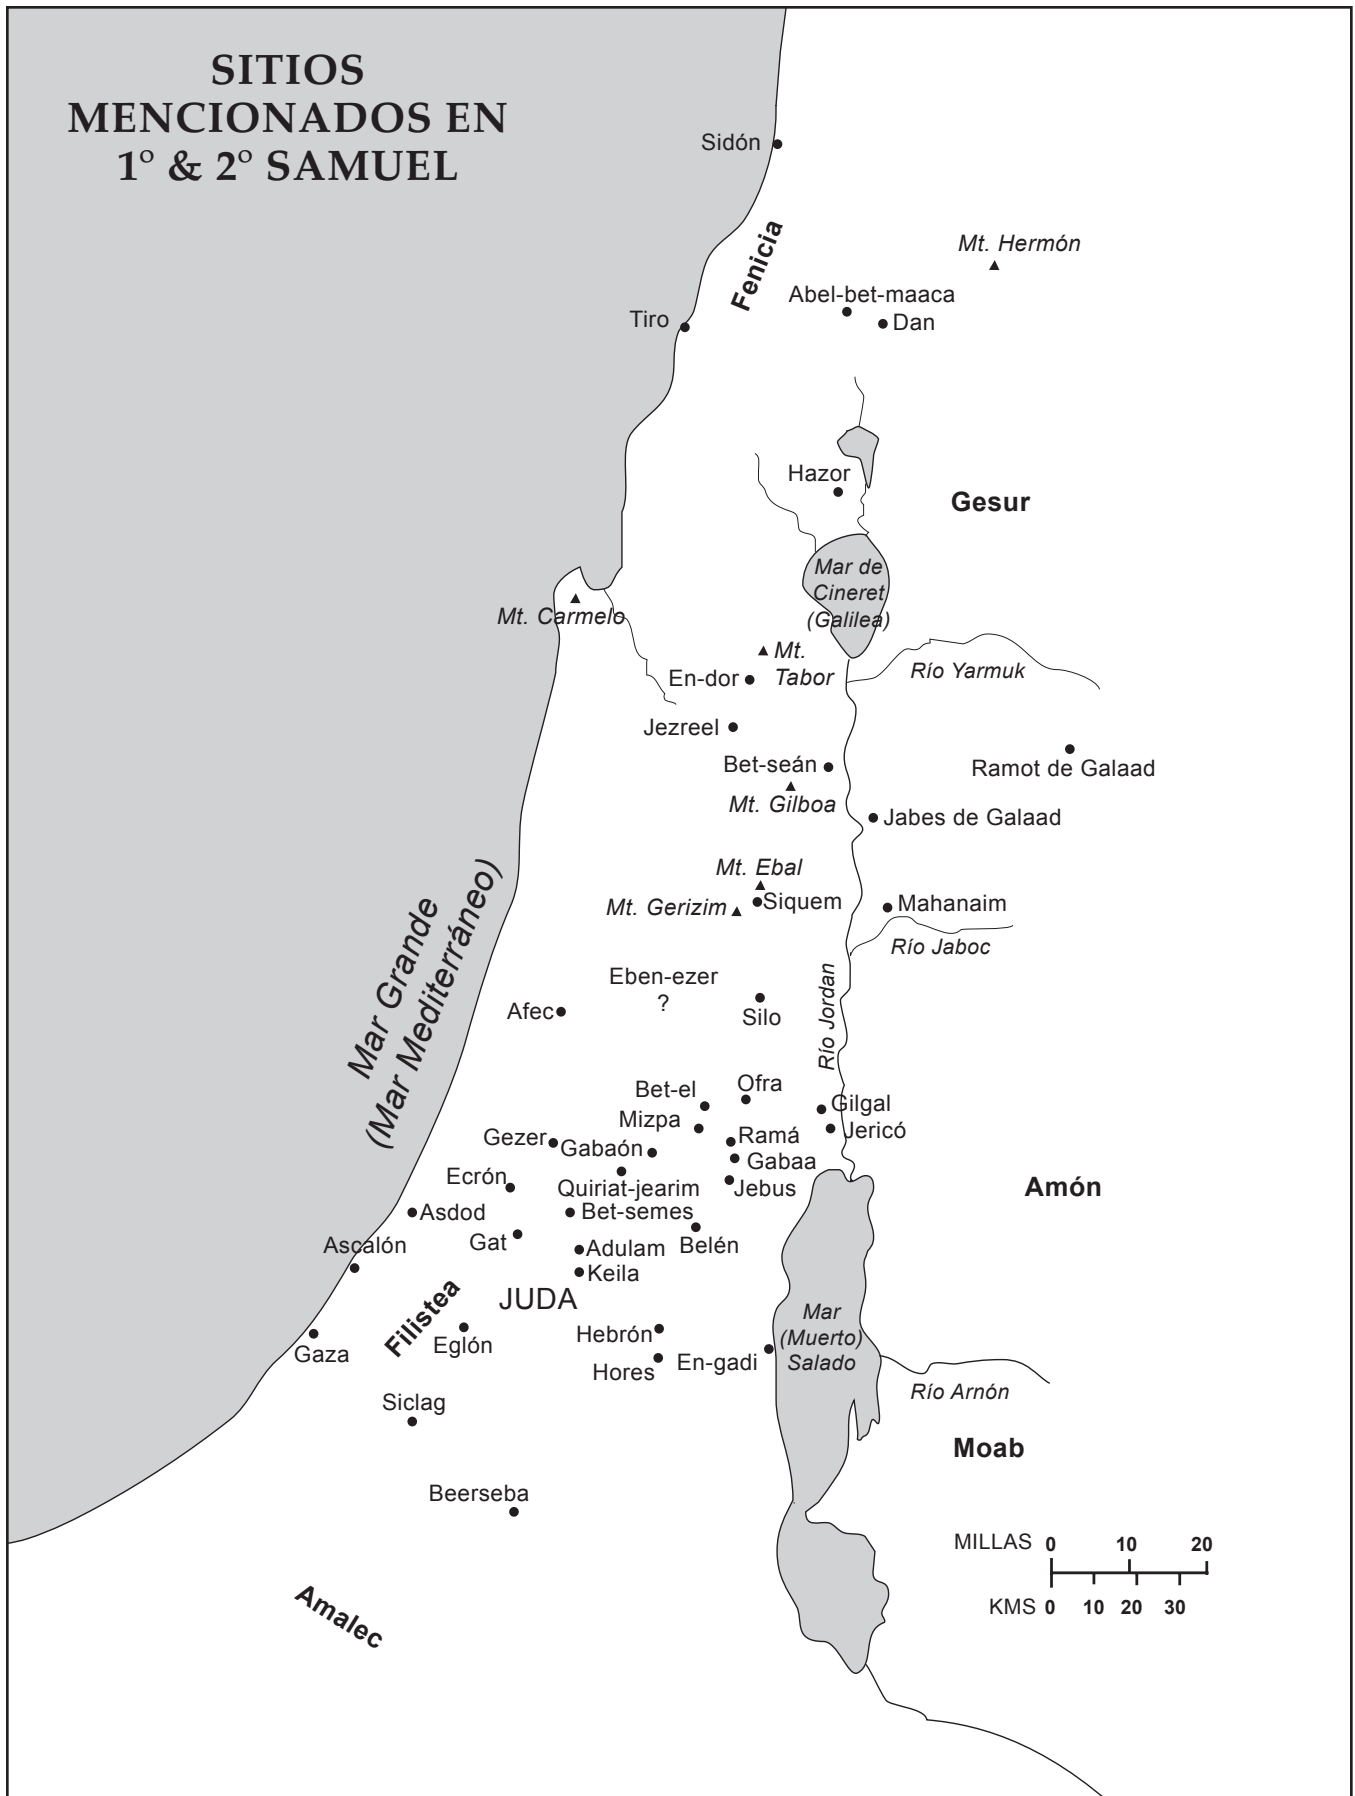 SITIOS
MENCIONADOS EN
1º & 2º SAMUEL
Sidón
Fenicia
Mt. Hermón
Abel-bet-maaca
Dan
Tiro
Hazor
Gesur
Mar de
Cineret
(Galilea)
Mt. Carmelo
Mt.
Tabor
En-dor
Río Yarmuk
Jezreel
Bet-seán
Ramot de Galaad
Mt. Gilboa
Jabes de Galaad
Mt. Ebal
Siquem
Mt. Gerizim
Mahanaim
Río Jaboc
Mar Grande
(Mar Mediterráneo)
Eben-ezer
?
Afec
Silo
Río Jordan
Bet-el
Ofra
Mizpa
Gilgal
Jericó
Gezer
Gabaón
Ramá
Gabaa
Ecrón
Quiriat-jearim
Jebus
Amón
Asdod
Bet-semes
Gat
Ascalón
Adulam
Belén
Keila
Filistea
JUDA
Mar
(Muerto)
Salado
Gaza
Eglón
Hebrón
Hores
En-gadi
Siclag
Río Arnón
Moab
Beerseba
MILLAS 0 10 20
KMS 0 10 20 30
Amalec